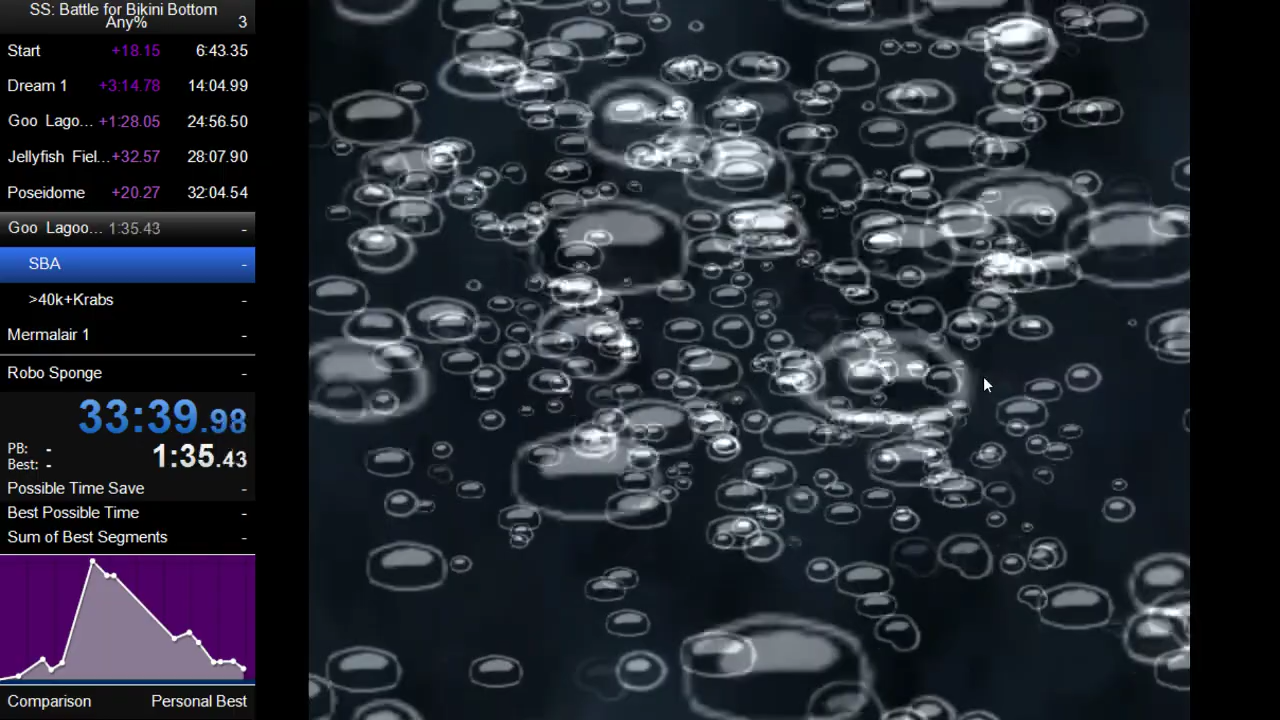 SS: Battle for Bikini Bottom
Any% 3
Start +18.15 6:43.35
Dream 1 +3:14.78 14:04.99
Goo Lago... +1:28.05 24:56.50
Jellyfish Fiel... +32.57 28:07.90
Poseidome +20.27 32:04.54
Goo Lagoo... 1:35.43 -
SBA -
>40k+Krabs -
Mermalair 1 -
Robo Sponge -
33:39.98
PB: - 1:35.43
Best: -
Possible Time Save -
Best Possible Time -
Sum of Best Segments -
Comparison Personal Best